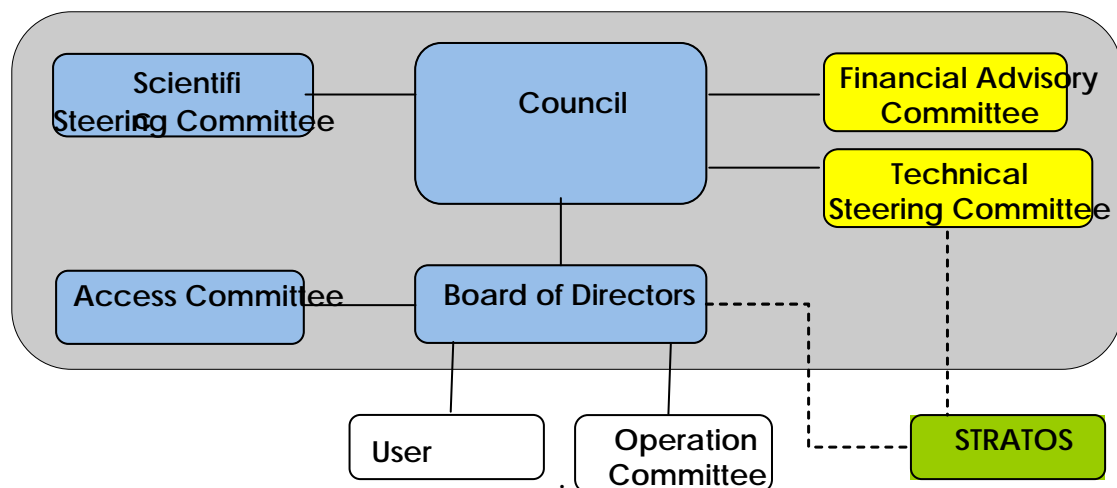 Scientifi
c
Steering Committee
Council
Financial Advisory
Committee
Technical
Steering Committee
Access Committee
Board of Directors
User
Operation
Committee
STRATOS